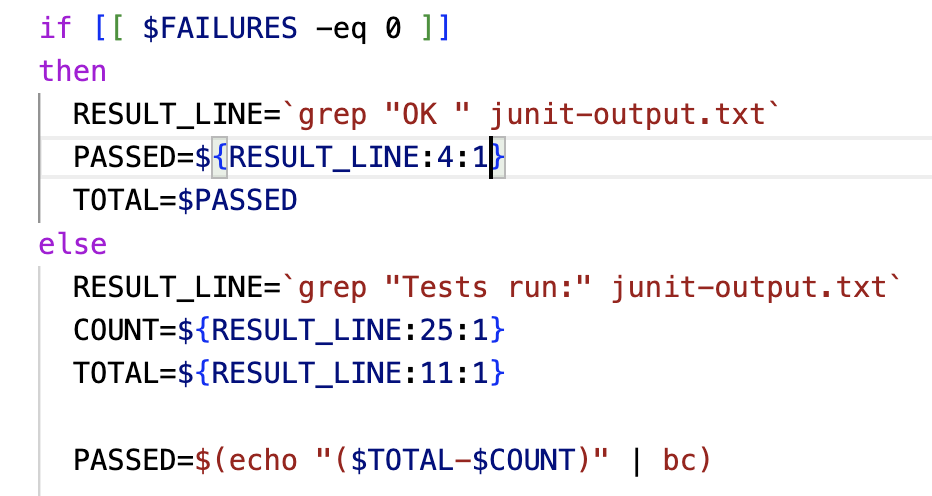 if [[ $FAILURES -eq 0 ]]
then
  RESULT_LINE=`grep "OK " junit-output.txt`
  PASSED=${RESULT_LINE:4:1}
  TOTAL=$PASSED
else
  RESULT_LINE=`grep "Tests run:" junit-output.txt`
  COUNT=${RESULT_LINE:25:1}
  TOTAL=${RESULT_LINE:11:1}

  PASSED=$(echo "($TOTAL-$COUNT)" | bc)